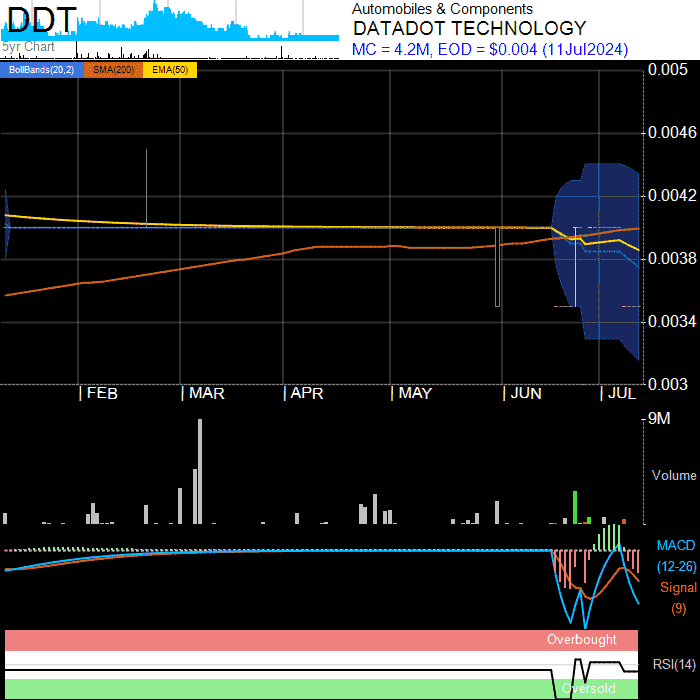 DDT
5yr Chart
Automobiles & Components
DATADOT TECHNOLOGY
MC = 4.2M, EOD = $0.004 (11Jul2024)
BollBands(20,2) SMA(200) EMA(50)
0.005
0.0046
0.0042
0.0038
0.0034
0.003
| FEB | MAR | APR | MAY | JUN | JUL
9M
Volume
MACD
(12-26)
Signal
(9)
Overbought
RSI(14)
Oversold